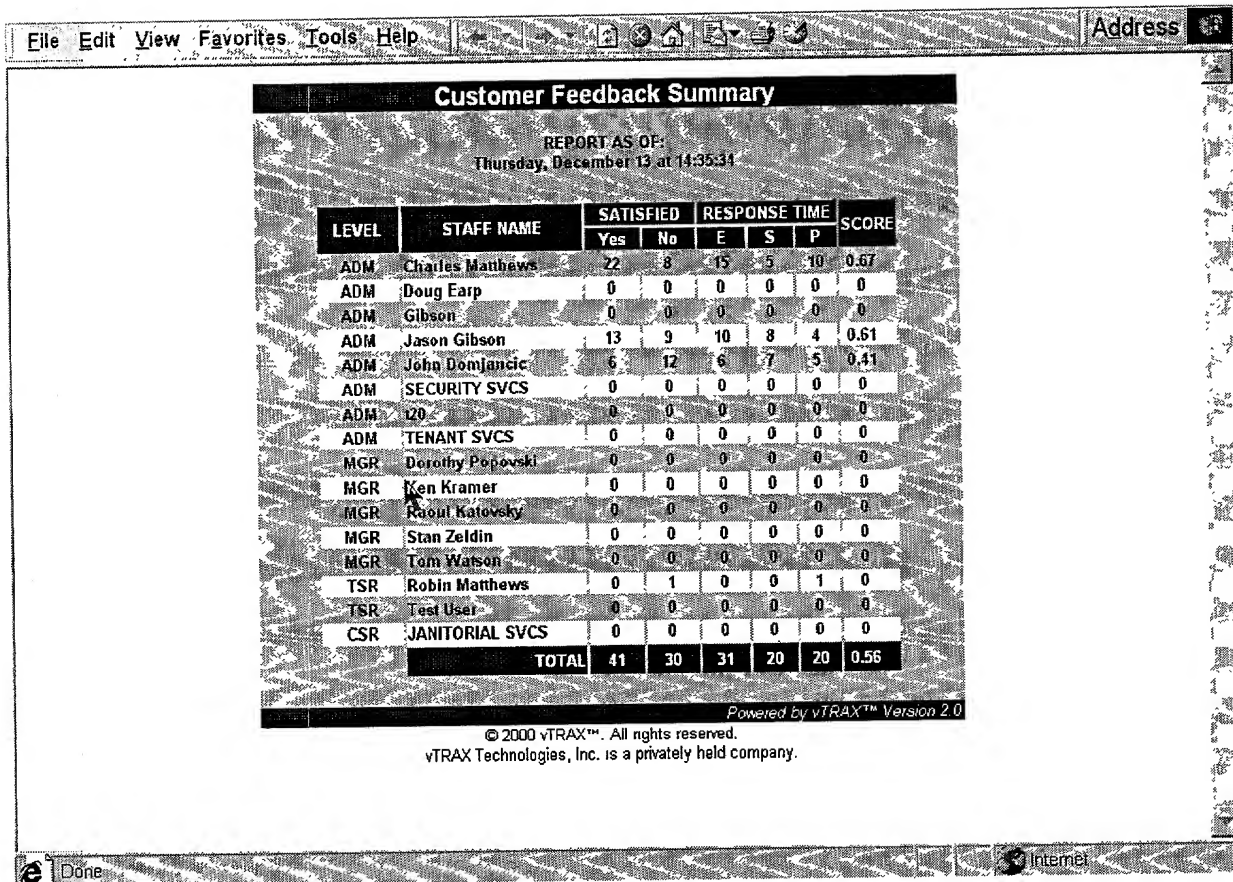 File Edit View Favorites Tools Help Address
Customer Feedback Summary
REPORT AS OF:
Thursday, December 13 at 14:35:34
LEVEL STAFF NAME SATISFIED RESPONSE TIME SCORE
Yes No E S P
ADM Charles Matthews 22 8 15 5 10 0.67
ADM Doug Earp 0 0 0 0 0 0
ADM Gibson 0 0 0 0 0 0
ADM Jason Gibson 13 9 10 8 4 0.61
ADM John Domjancic 6 12 6 7 5 0.41
ADM SECURITY SVCS 0 0 0 0 0 0
ADM t20 0 0 0 0 0 0
ADM TENANT SVCS 0 0 0 0 0 0
MGR Dorothy Popovski 0 0 0 0 0 0
MGR Ken Kramer 0 0 0 0 0 0
MGR Raoul Katovsky 0 0 0 0 0 0
MGR Stan Zeldin 0 0 0 0 0 0
MGR Tom Watson 0 0 0 0 0 0
TSR Robin Matthews 0 1 0 0 1 0
TSR Test User 0 0 0 0 0 0
CSR JANITORIAL SVCS 0 0 0 0 0 0
TOTAL 41 30 31 20 20 0.56
Powered by vTRAX™ Version 2.0
© 2000 vTRAX™. All rights reserved.
vTRAX Technologies, Inc. is a privately held company.
Done Internet